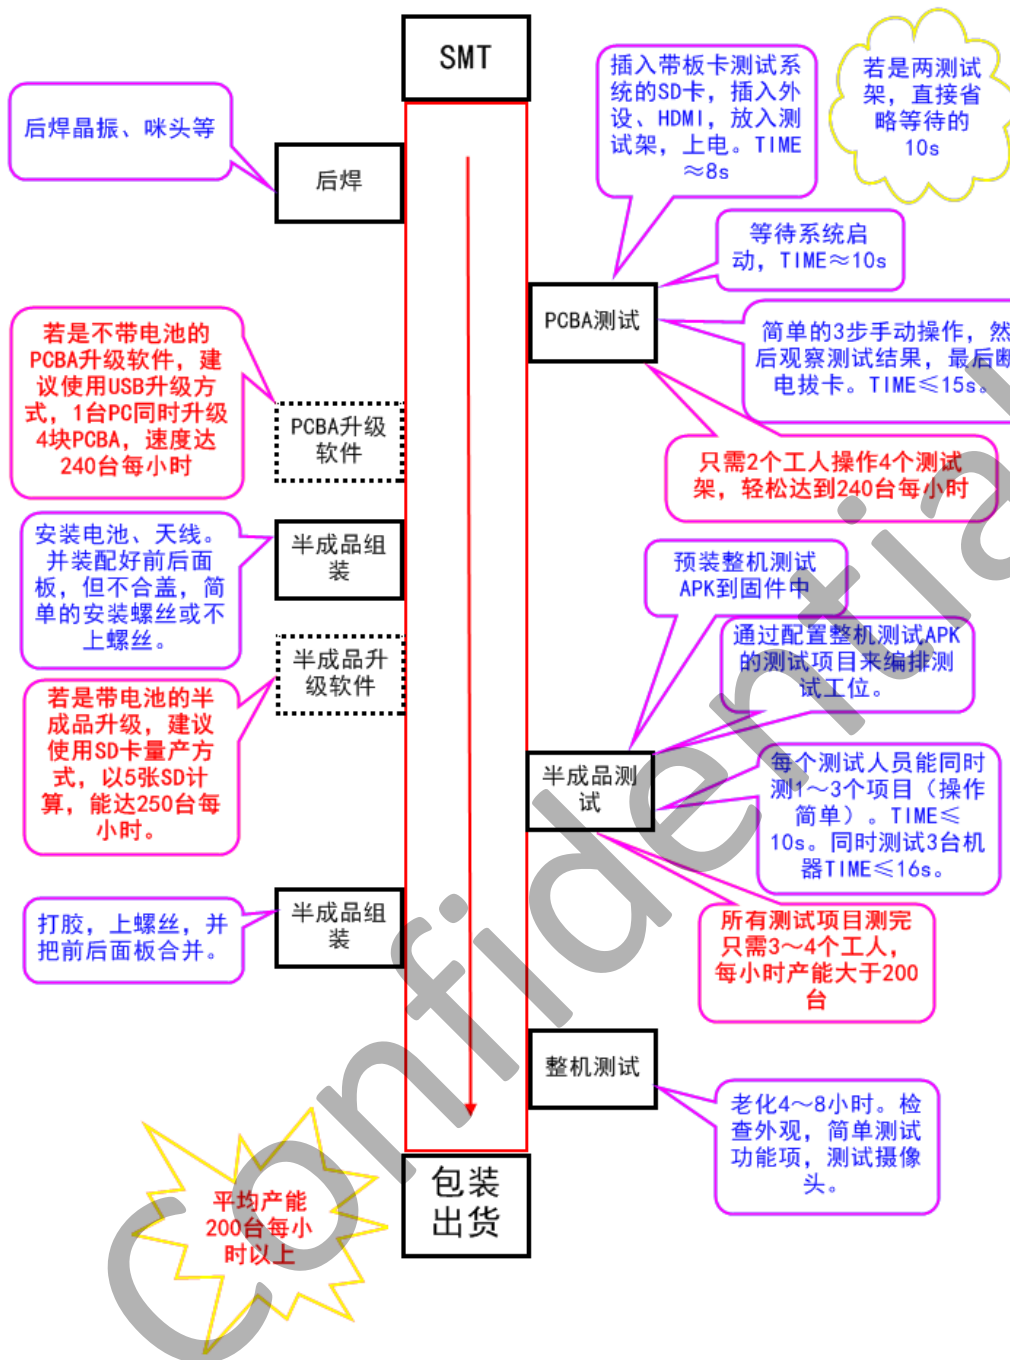 SMT
插入带板卡测试系
统的SD卡，插入外
设、HDMI，放入测
试架，上电。TIME
≈8s
若是两测试
架，直接省
略等待的
10s
后焊晶振、咪头等
后焊
等待系统启
动，TIME≈10s
PCBA测试
简单的3步手动操作，然
后观察测试结果，最后断
电拔卡。TIME≤15s。
若是不带电池的
PCBA升级软件，建
议使用USB升级方
式，1台PC同时升级
4块PCBA，速度达
240台每小时
PCBA升级
软件
只需2个工人操作4个测试
架，轻松达到240台每小时
安装电池、天线。
并装配好前后面
板，但不合盖，简
单的安装螺丝或不
上螺丝。
半成品组
装
预装整机测试
APK到固件中
通过配置整机测试APK
的测试项目来编排测
试工位。
半成品升
级软件
若是带电池的半
成品升级，建议
使用SD卡量产方
式，以5张SD计
算，能达250台每
小时。
半成品测
试
每个测试人员能同时
测1～3个项目（操作
简单）。TIME≤
10s。同时测试3台机
器TIME≤16s。
打胶，上螺丝，并
把前后面板合并。
半成品组
装
所有测试项目测完
只需3～4个工人，
每小时产能大于200
台
整机测试
老化4～8小时。检
查外观，简单测试
功能项，测试摄像
头。
平均产能
200台每小
时以上
包装
出货
Confidential